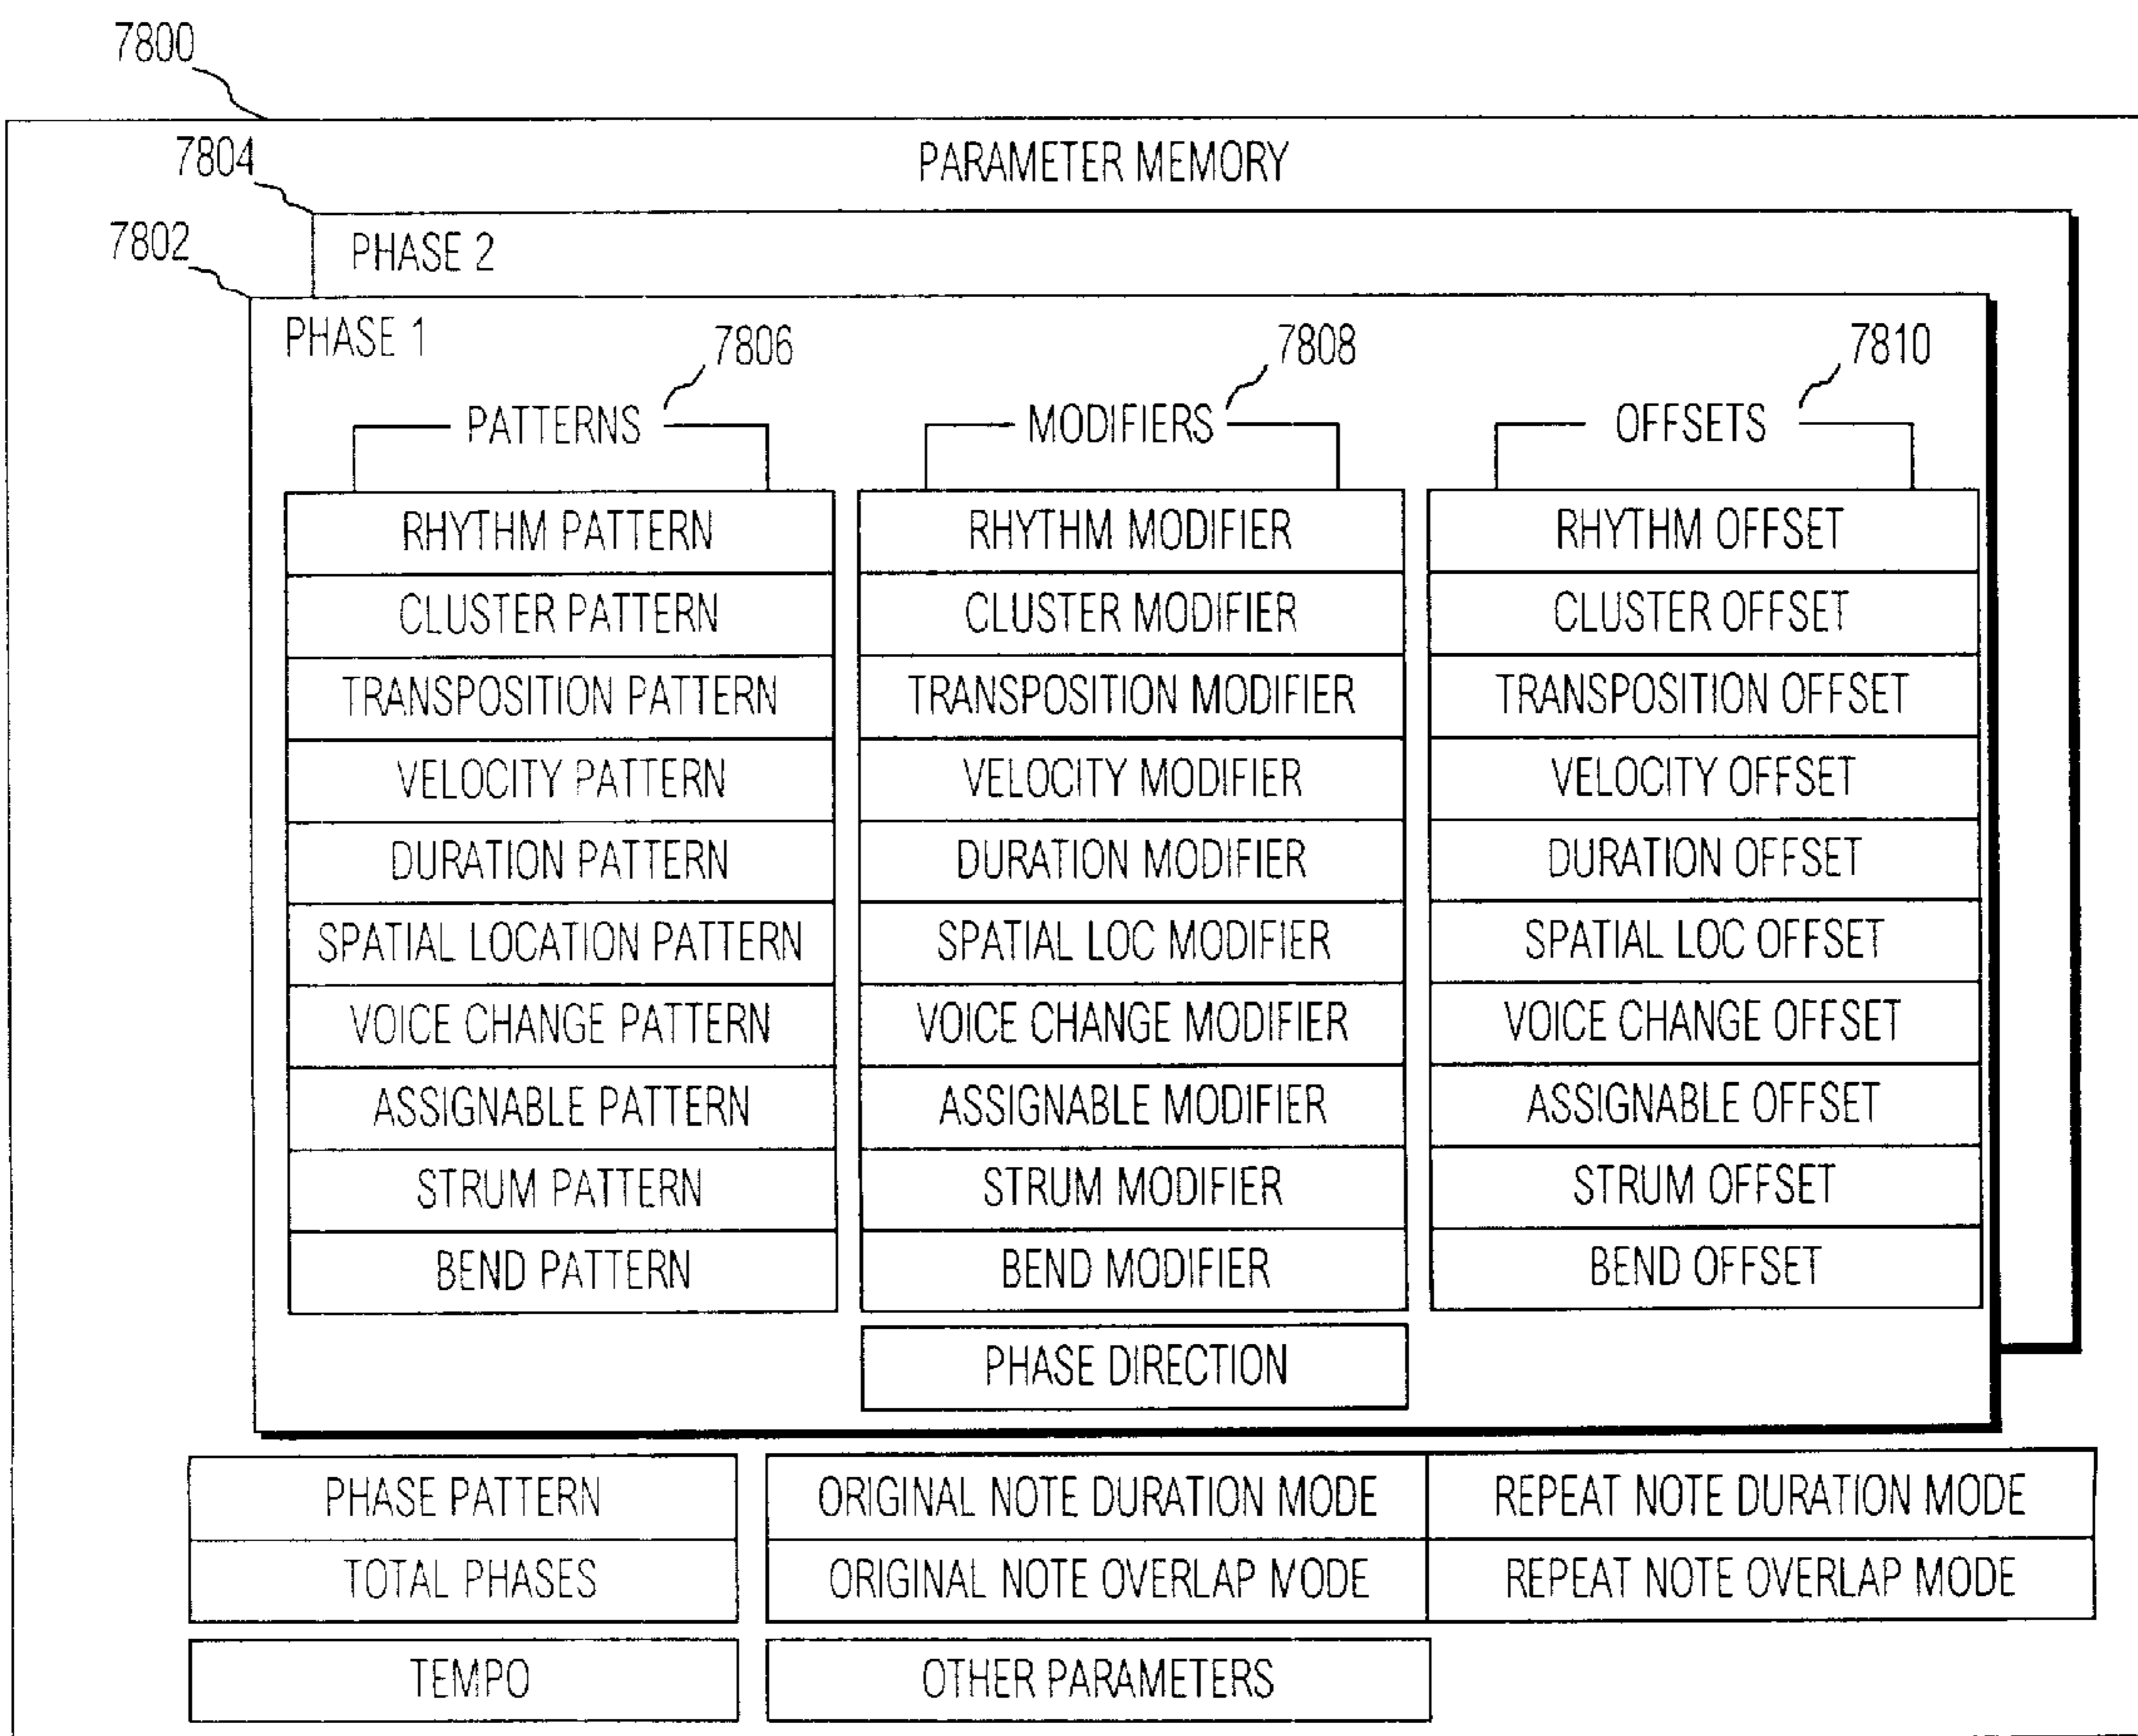 7800
PARAMETER MEMORY
7804
PHASE 2
7802
PHASE 1
7806
7808
7810
PATTERNS
MODIFIERS
OFFSETS
RHYTHM PATTERN
RHYTHM MODIFIER
RHYTHM OFFSET
CLUSTER PATTERN
CLUSTER MODIFIER
CLUSTER OFFSET
TRANSPOSITION PATTERN
TRANSPOSITION MODIFIER
TRANSPOSITION OFFSET
VELOCITY PATTERN
VELOCITY MODIFIER
VELOCITY OFFSET
DURATION PATTERN
DURATION MODIFIER
DURATION OFFSET
SPATIAL LOCATION PATTERN
SPATIAL LOC MODIFIER
SPATIAL LOC OFFSET
VOICE CHANGE PATTERN
VOICE CHANGE MODIFIER
VOICE CHANGE OFFSET
ASSIGNABLE PATTERN
ASSIGNABLE MODIFIER
ASSIGNABLE OFFSET
STRUM PATTERN
STRUM MODIFIER
STRUM OFFSET
BEND PATTERN
BEND MODIFIER
BEND OFFSET
PHASE DIRECTION
PHASE PATTERN
ORIGINAL NOTE DURATION MODE
REPEAT NOTE DURATION MODE
TOTAL PHASES
ORIGINAL NOTE OVERLAP MODE
REPEAT NOTE OVERLAP MODE
TEMPO
OTHER PARAMETERS